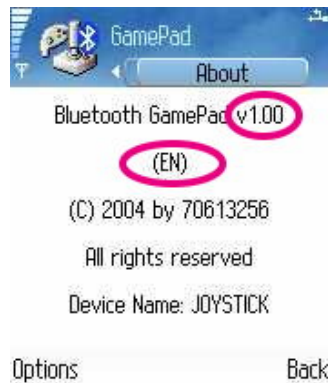 GamePad
About
Bluetooth GamePad v1.00
(EN)
(C) 2004 by 70613256
All rights reserved
Device Name: JOYSTICK
Options Back